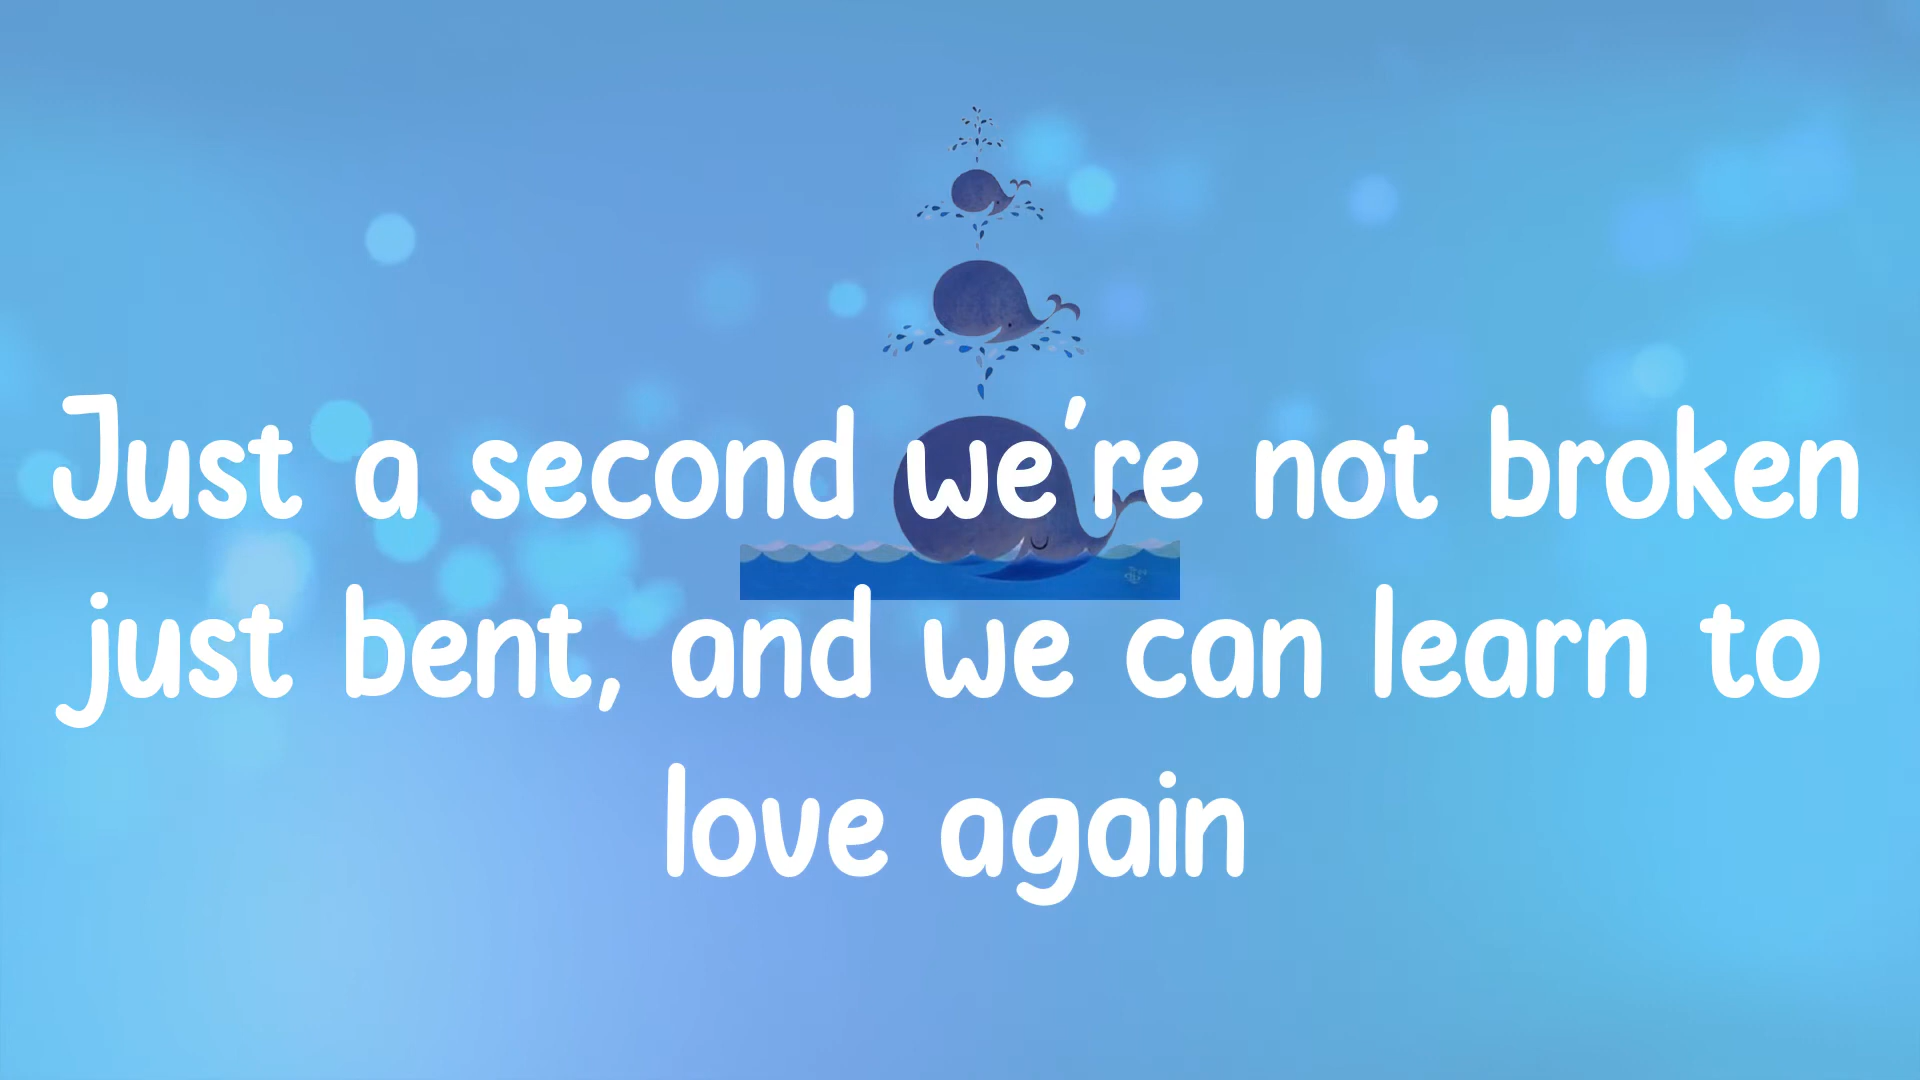 Just a second we're not broken
just bent, and we can learn to
love again